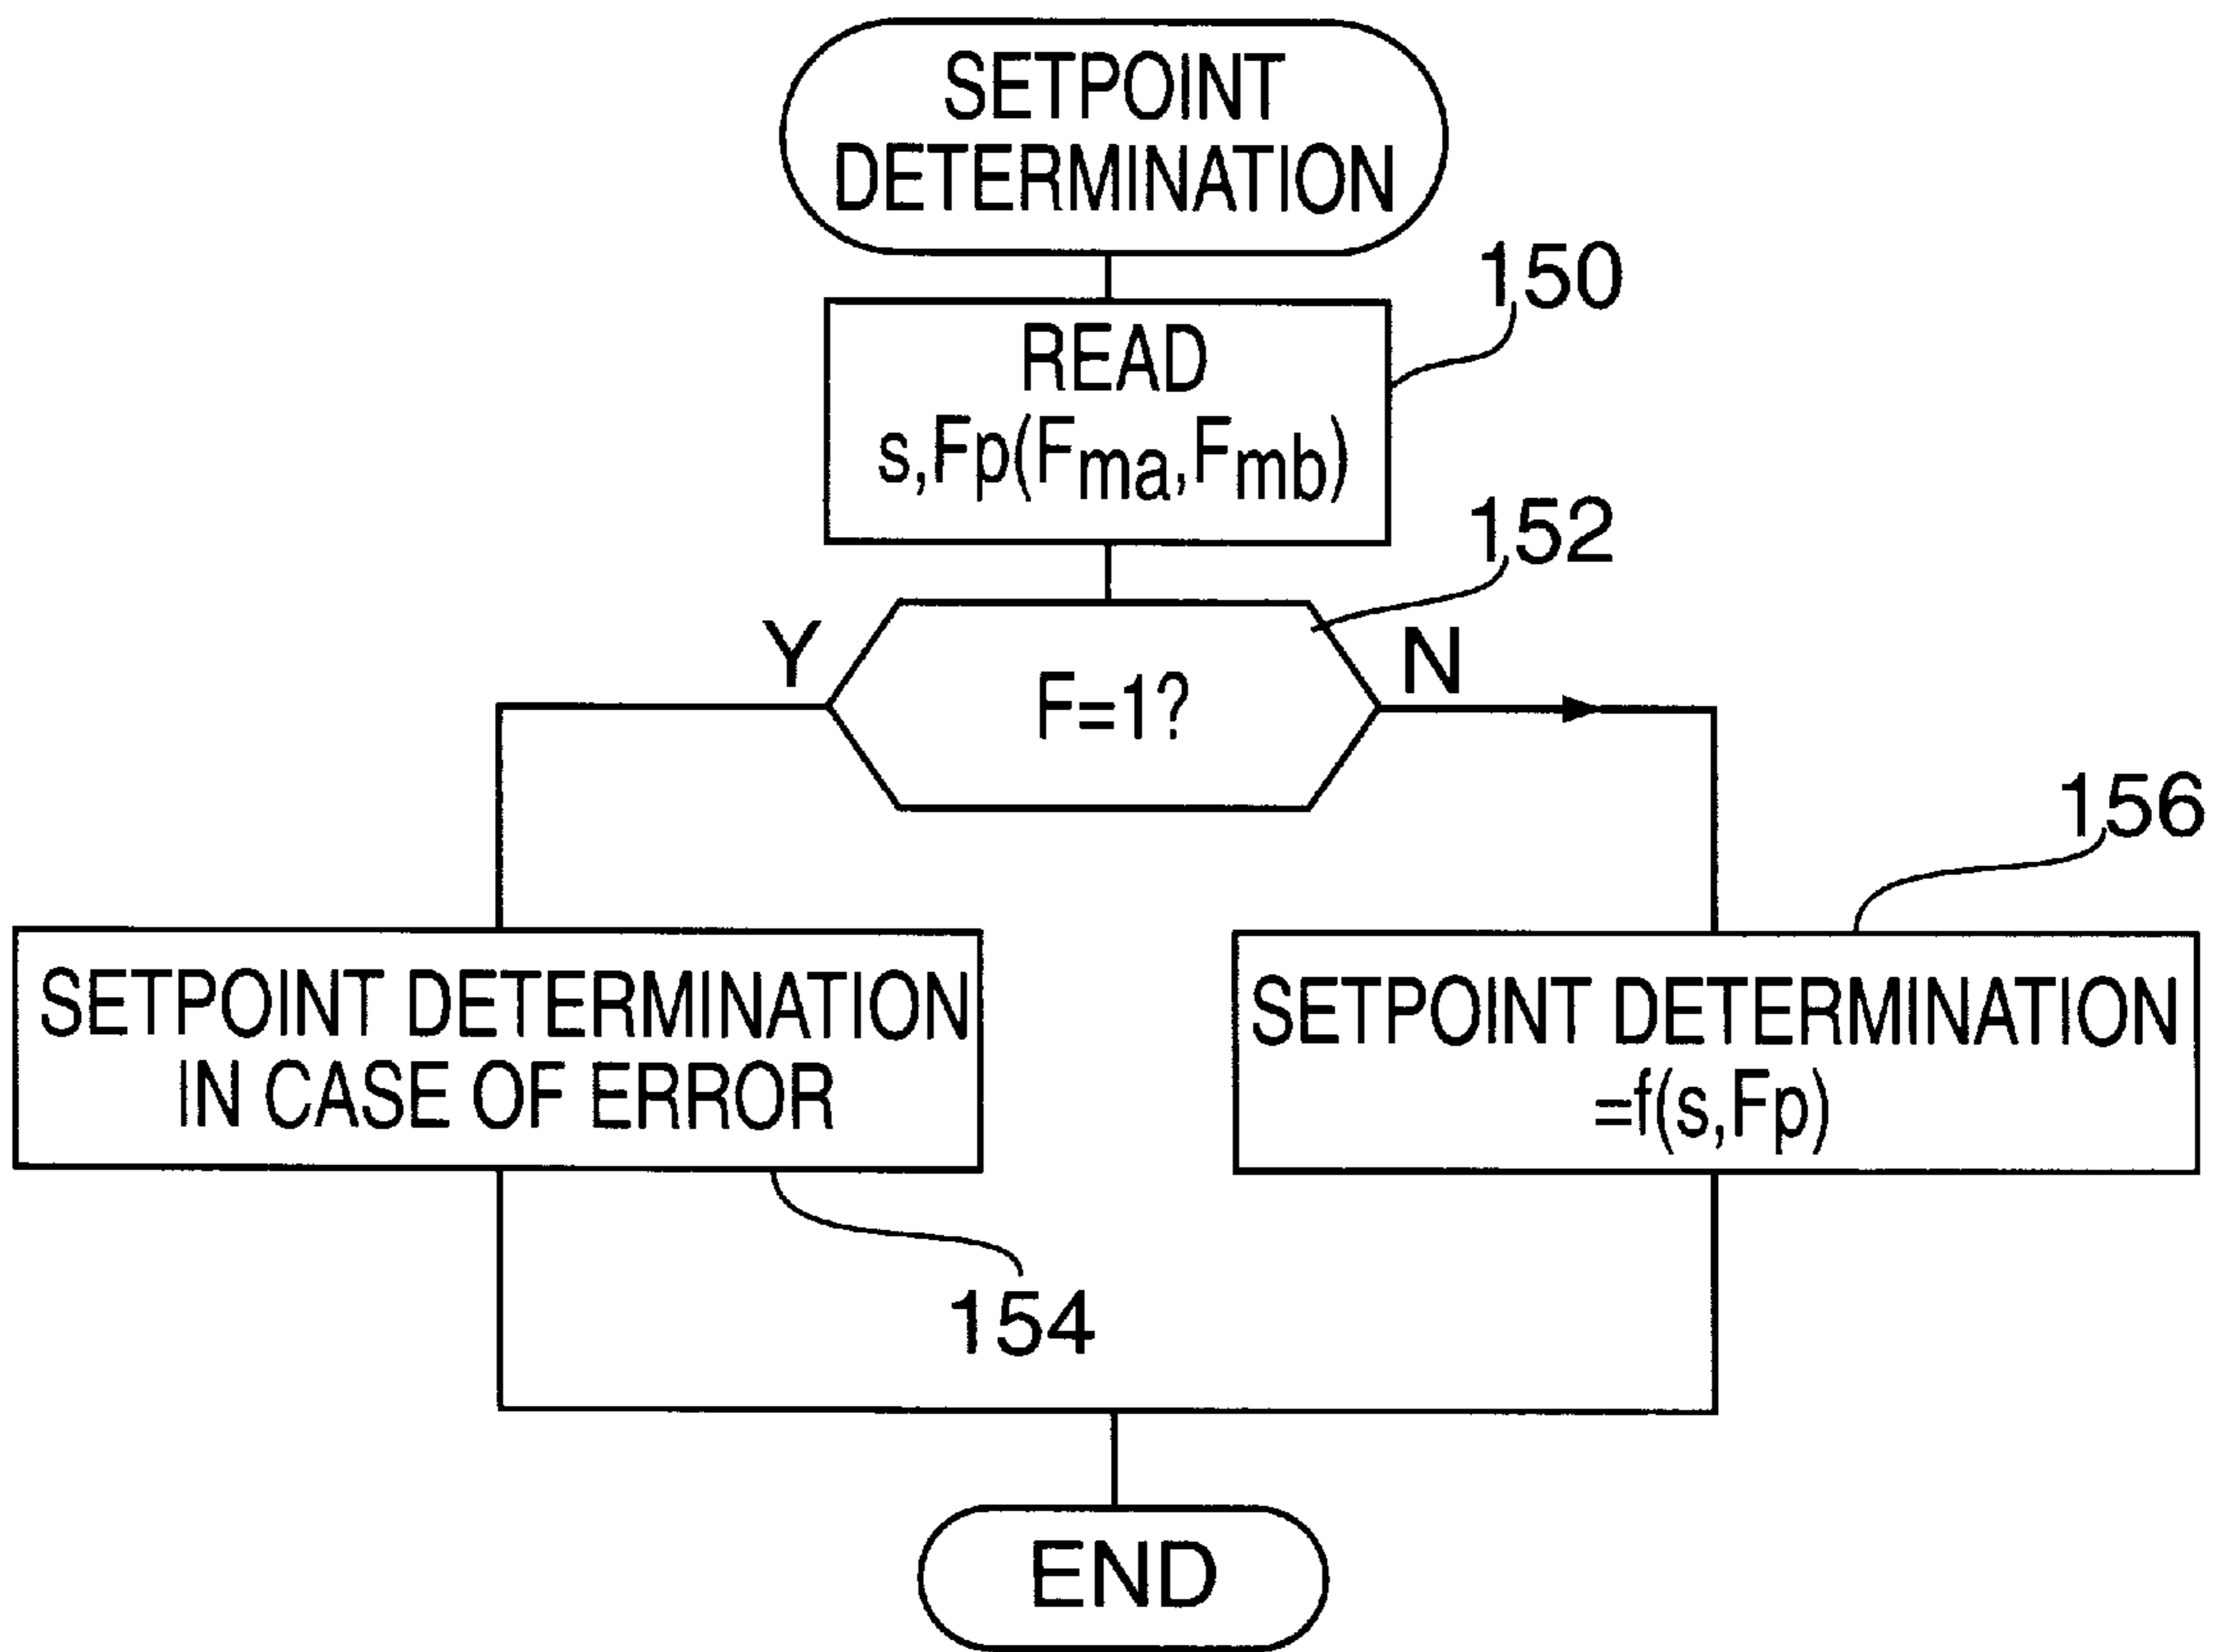 SETPOINT
DETERMINATION
150
READ
s,Fp(Fma,Fmb)
152
Y
N
F=1?
156
SETPOINT DETERMINATION
IN CASE OF ERROR
SETPOINT DETERMINATION
=f(s,Fp)
154
END